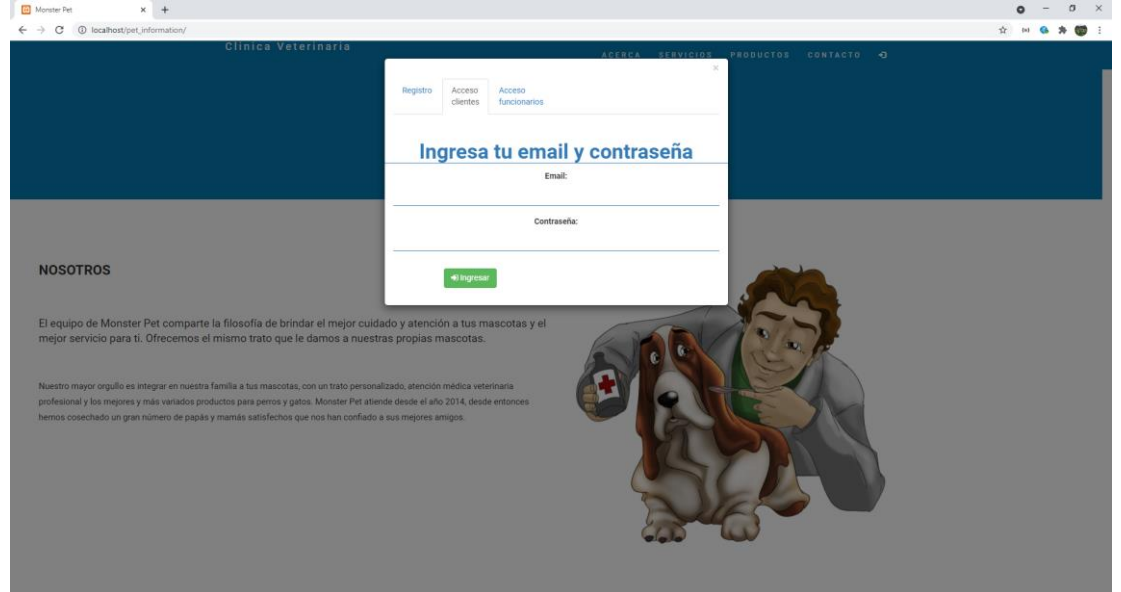 Monster Pet
localhost/pet_information/
Clínica Veterinaria
ACERCA SERVICIOS PRODUCTOS CONTACTO
×
Registro
Acceso clientes
Acceso funcionarios
Ingresa tu email y contraseña
Email:
Contraseña:
Ingresar
NOSOTROS
El equipo de Monster Pet comparte la filosofía de brindar el mejor cuidado y atención a tus mascotas y el
mejor servicio para ti. Ofrecemos el mismo trato que le damos a nuestras propias mascotas.
Nuestro mayor orgullo es integrar en nuestra familia a tus mascotas, con un trato personalizado, atención médica veterinaria
profesional y los mejores y más variados productos para perros y gatos. Monster Pet atiende desde el año 2014, desde entonces
hemos cosechado un gran número de papás y mamás satisfechos que nos han confiado a sus mejores amigos.